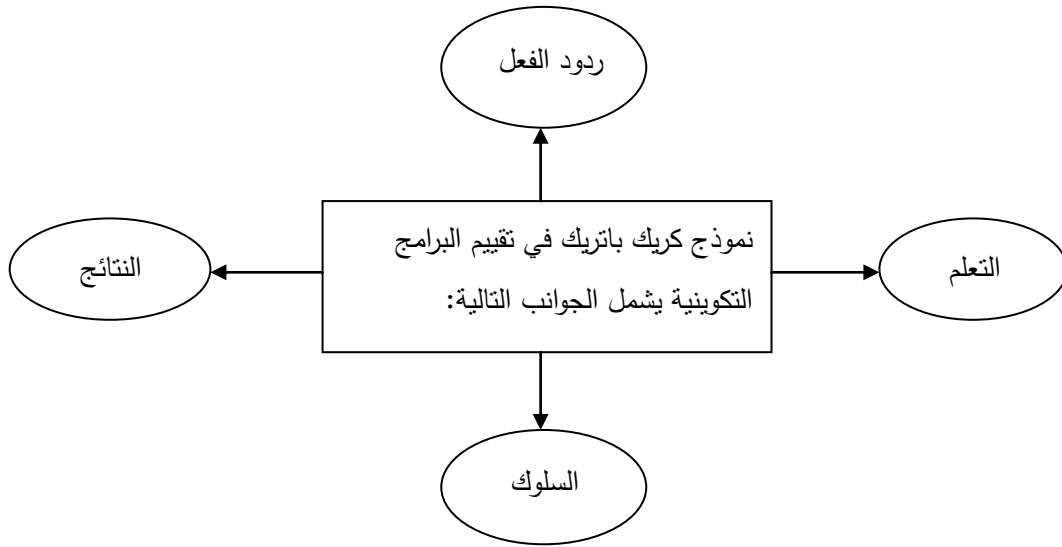 ردود الفعل
نموذج كريك باتريك في تقييم البرامج
التكوينية يشمل الجوانب التالية:
التعلم
النتائج
السلوك